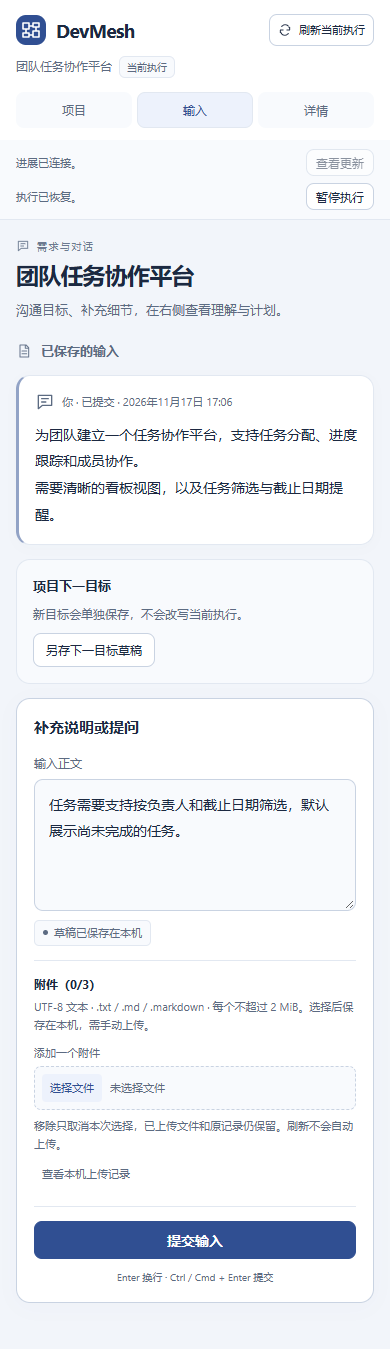 DevMesh
刷新当前执行
团队任务协作平台
当前执行
项目
输入
详情
进展已连接。
查看更新
执行已恢复。
暂停执行
需求与对话
团队任务协作平台
沟通目标、补充细节，在右侧查看理解与计划。
已保存的输入
你 · 已提交 · 2026年11月17日 17:06
为团队建立一个任务协作平台，支持任务分配、进度
跟踪和成员协作。
需要清晰的看板视图，以及任务筛选与截止日期提
醒。
项目下一目标
新目标会单独保存，不会改写当前执行。
另存下一目标草稿
补充说明或提问
输入正文
任务需要支持按负责人和截止日期筛选，默认
展示尚未完成的任务。
草稿已保存在本机
附件（0/3）
UTF-8 文本 · .txt / .md / .markdown · 每个不超过 2 MiB。选择后保
存在本机，需手动上传。
添加一个附件
选择文件
未选择文件
移除只取消本次选择，已上传文件和原记录仍保留。刷新不会自动
上传。
查看本机上传记录
提交输入
Enter 换行 · Ctrl / Cmd + Enter 提交